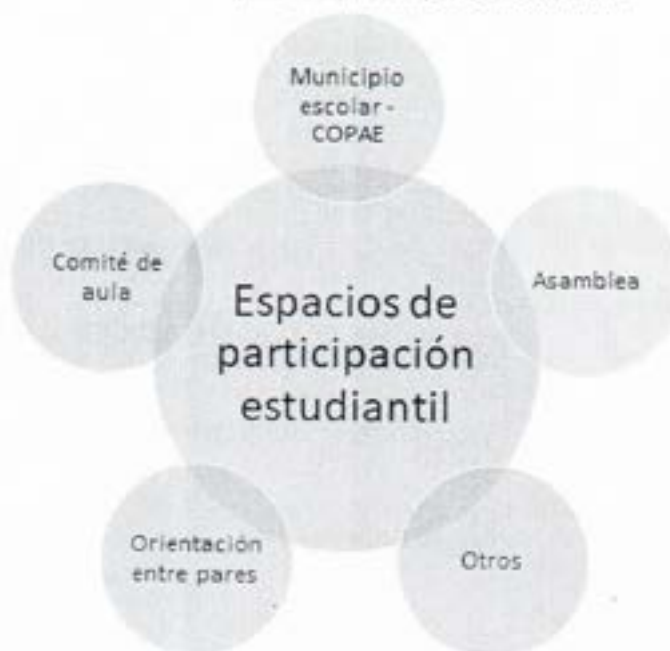 Municipio
escolar -
COPAE
Comité de
aula
Espacios de
participación
estudiantil
Asamblea
Orientación
entre pares
Otros